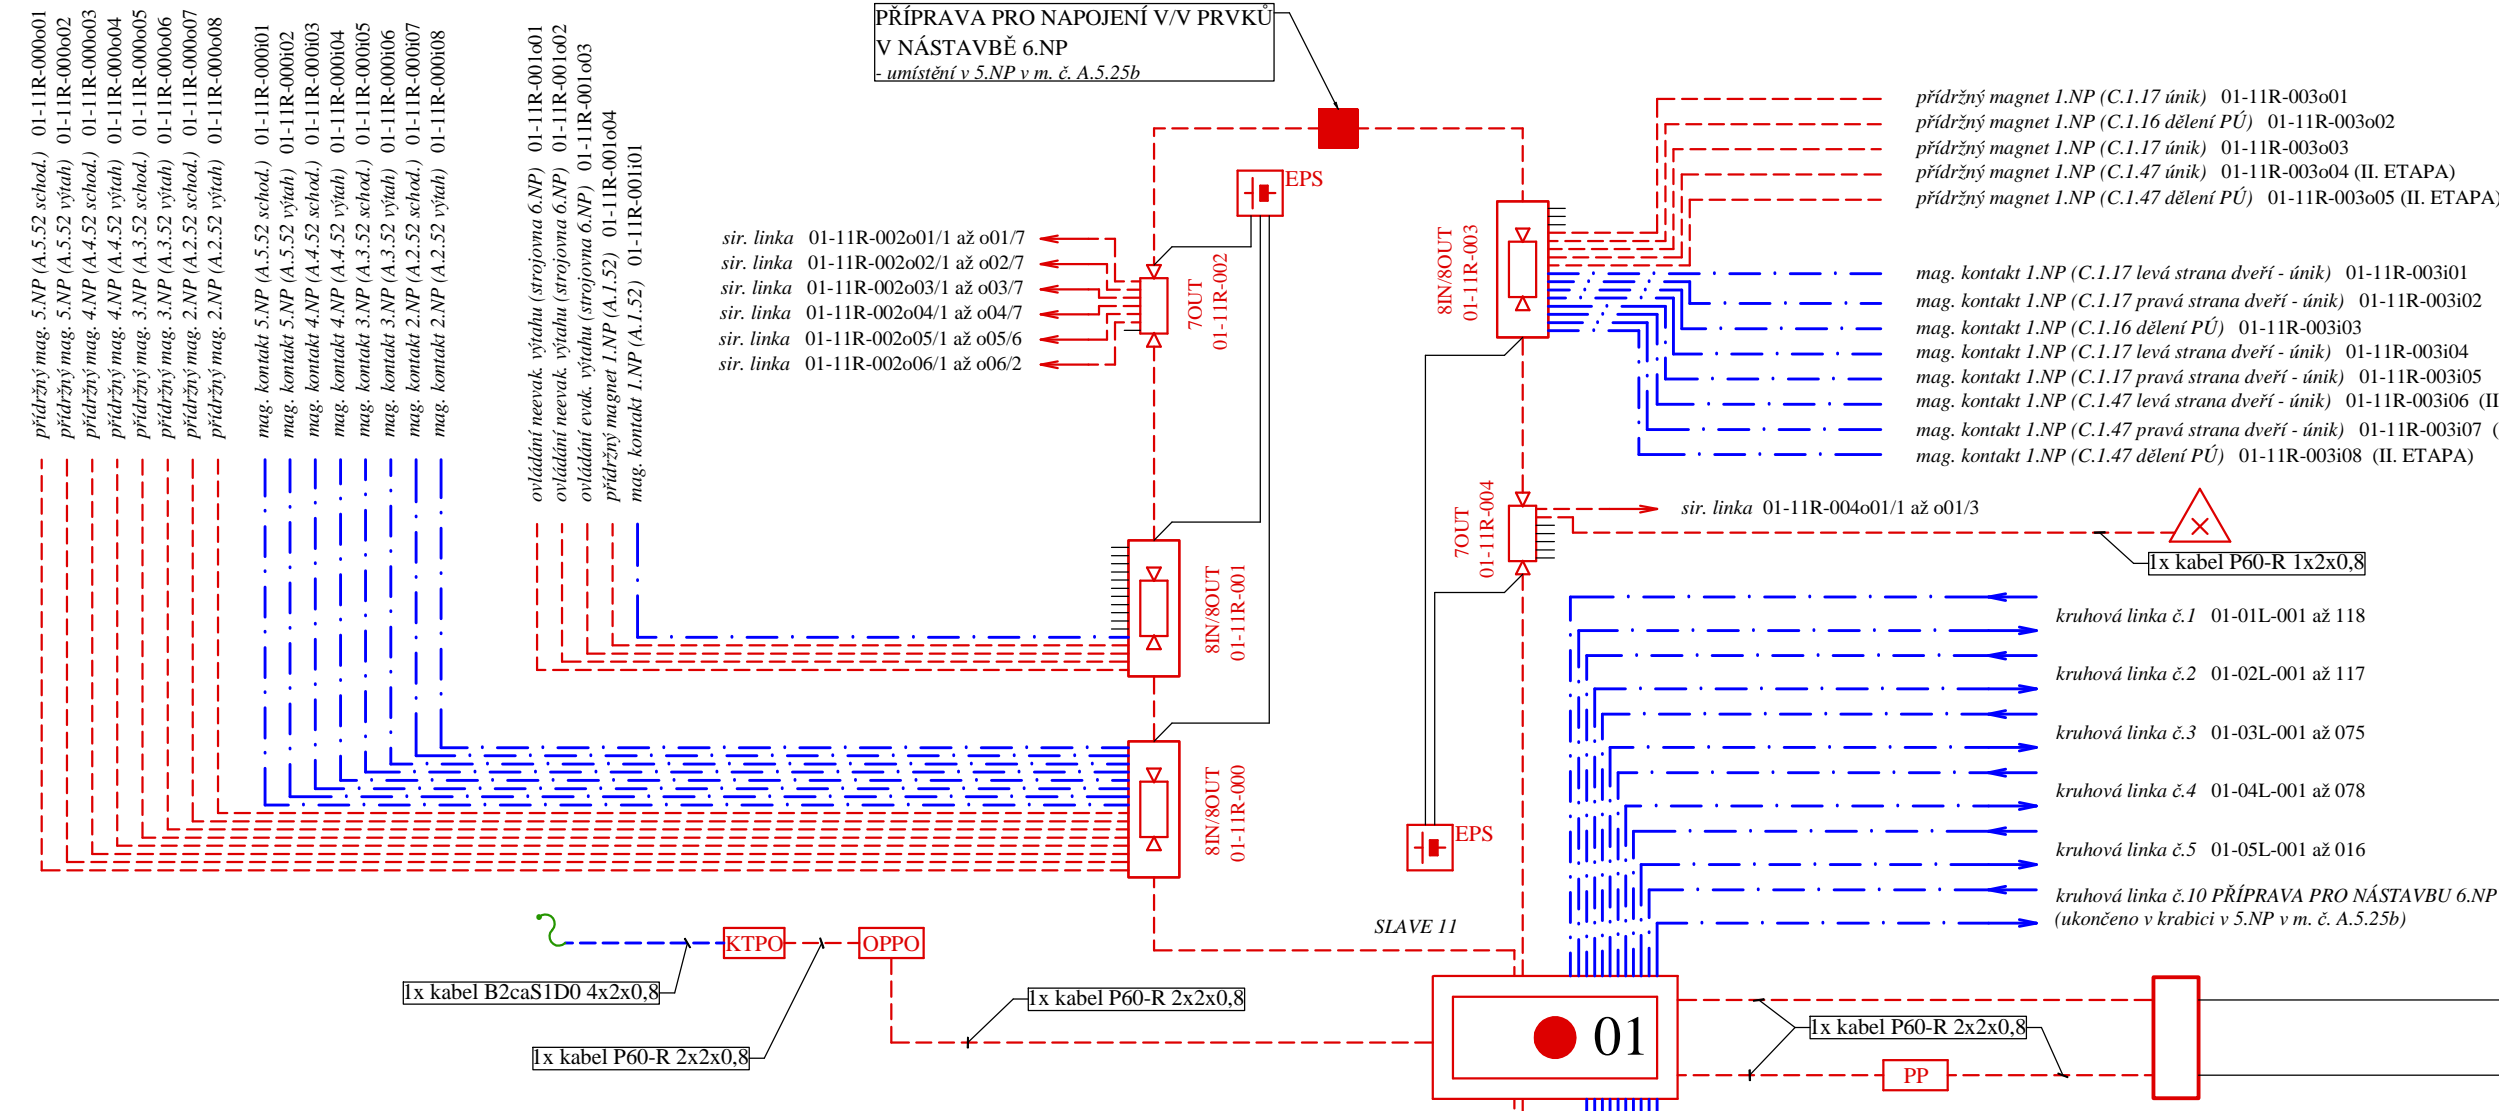 přídržný mag. 5.NP (A.5.52 schod.) 01-11R-000o01
přídržný mag. 5.NP (A.5.52 výtah) 01-11R-000o02
přídržný mag. 4.NP (A.4.52 schod.) 01-11R-000o03
přídržný mag. 4.NP (A.4.52 výtah) 01-11R-000o04
přídržný mag. 3.NP (A.3.52 schod.) 01-11R-000o05
přídržný mag. 3.NP (A.3.52 výtah) 01-11R-000o06
přídržný mag. 2.NP (A.2.52 schod.) 01-11R-000o07
přídržný mag. 2.NP (A.2.52 výtah) 01-11R-000o08
mag. kontakt 5.NP (A.5.52 schod.) 01-11R-000i01
mag. kontakt 5.NP (A.5.52 výtah) 01-11R-000i02
mag. kontakt 4.NP (A.4.52 schod.) 01-11R-000i03
mag. kontakt 4.NP (A.4.52 výtah) 01-11R-000i04
mag. kontakt 3.NP (A.3.52 schod.) 01-11R-000i05
mag. kontakt 3.NP (A.3.52 výtah) 01-11R-000i06
mag. kontakt 2.NP (A.2.52 schod.) 01-11R-000i07
mag. kontakt 2.NP (A.2.52 výtah) 01-11R-000i08
ovládání neevak. výtahu (strojovna 6.NP) 01-11R-001o01
ovládání neevak. výtahu (strojovna 6.NP) 01-11R-001o02
ovládání evak. výtahu (strojovna 6.NP) 01-11R-001o03
přídržný magnet 1.NP (A.1.52) 01-11R-001o04
mag. kontakt 1.NP (A.1.52) 01-11R-001i01
PŘÍPRAVA PRO NAPOJENÍ V/V PRVKŮ
V NÁSTAVBĚ 6.NP
- umístění v 5.NP v m. č. A.5.25b
EPS
sir. linka 01-11R-002o01/1 až o01/7
sir. linka 01-11R-002o02/1 až o02/7
sir. linka 01-11R-002o03/1 až o03/7
sir. linka 01-11R-002o04/1 až o04/7
sir. linka 01-11R-002o05/1 až o05/6
sir. linka 01-11R-002o06/1 až o06/2
7OUT
01-11R-002
8IN/8OUT
01-11R-003
přídržný magnet 1.NP (C.1.17 únik) 01-11R-003o01
přídržný magnet 1.NP (C.1.16 dělení PÚ) 01-11R-003o02
přídržný magnet 1.NP (C.1.17 únik) 01-11R-003o03
přídržný magnet 1.NP (C.1.47 únik) 01-11R-003o04 (II. ETAPA)
přídržný magnet 1.NP (C.1.47 dělení PÚ) 01-11R-003o05 (II. ETAPA)
mag. kontakt 1.NP (C.1.17 levá strana dveří - únik) 01-11R-003i01
mag. kontakt 1.NP (C.1.17 pravá strana dveří - únik) 01-11R-003i02
mag. kontakt 1.NP (C.1.16 dělení PÚ) 01-11R-003i03
mag. kontakt 1.NP (C.1.17 levá strana dveří - únik) 01-11R-003i04
mag. kontakt 1.NP (C.1.17 pravá strana dveří - únik) 01-11R-003i05
mag. kontakt 1.NP (C.1.47 levá strana dveří - únik) 01-11R-003i06 (II
mag. kontakt 1.NP (C.1.47 pravá strana dveří - únik) 01-11R-003i07 (
mag. kontakt 1.NP (C.1.47 dělení PÚ) 01-11R-003i08 (II. ETAPA)
7OUT
01-11R-004
sir. linka 01-11R-004o01/1 až o01/3
1x kabel P60-R 1x2x0,8
8IN/8OUT
01-11R-001
8IN/8OUT
01-11R-000
EPS
kruhová linka č.1 01-01L-001 až 118
kruhová linka č.2 01-02L-001 až 117
kruhová linka č.3 01-03L-001 až 075
kruhová linka č.4 01-04L-001 až 078
kruhová linka č.5 01-05L-001 až 016
kruhová linka č.10 PŘÍPRAVA PRO NÁSTAVBU 6.NP
(ukončeno v krabici v 5.NP v m. č. A.5.25b)
SLAVE 11
KTPO
OPPO
1x kabel B2caS1D0 4x2x0,8
1x kabel P60-R 2x2x0,8
1x kabel P60-R 2x2x0,8
01
1x kabel P60-R 2x2x0,8
PP